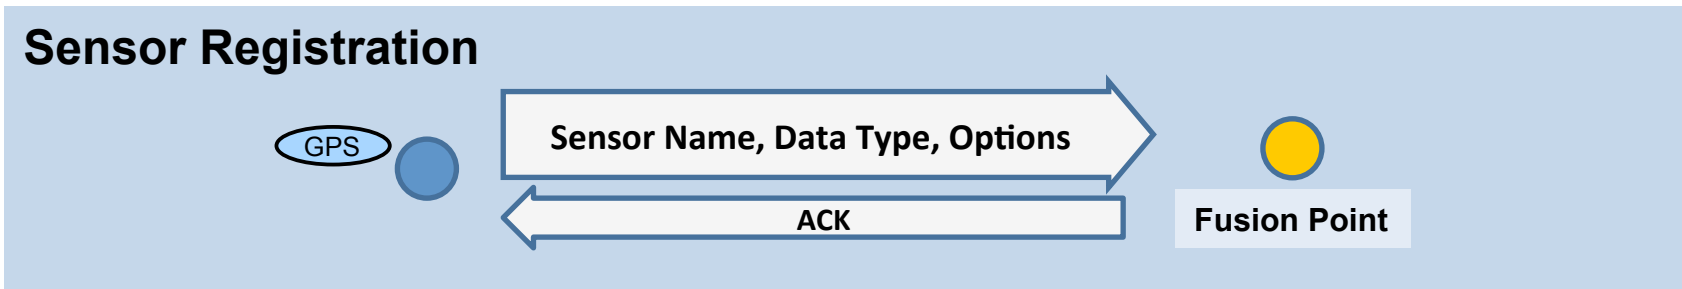 Sensor Registration
GPS
Sensor Name, Data Type, Options
ACK
Fusion Point